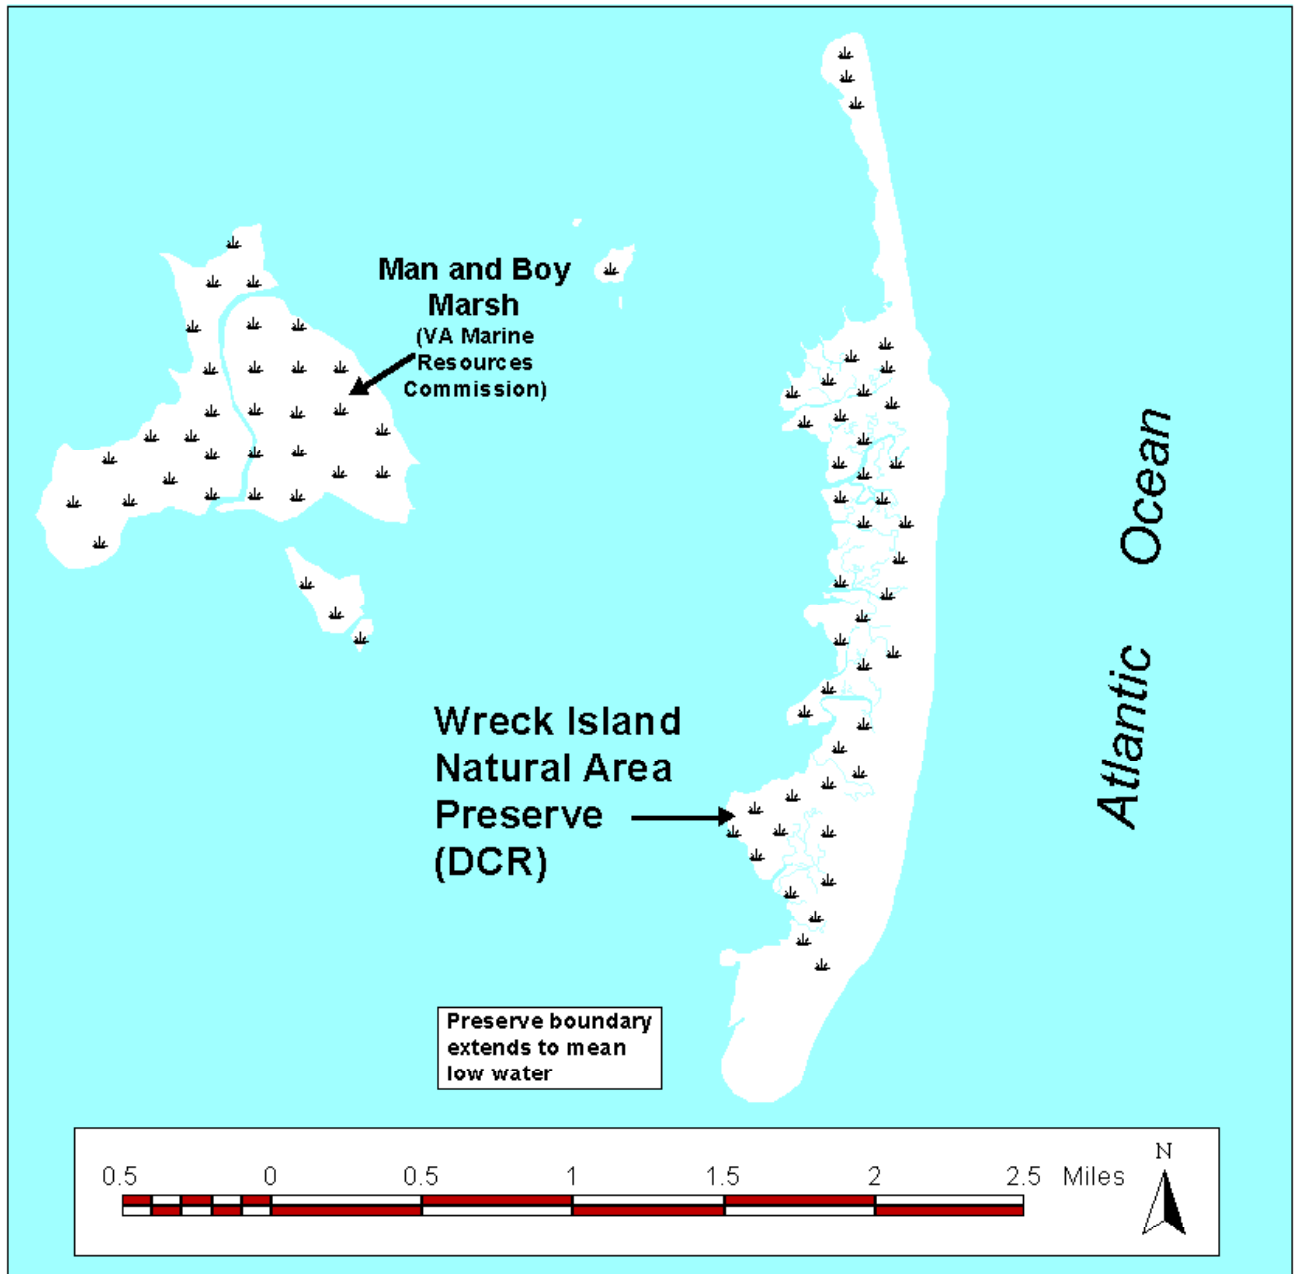 Man and Boy
Marsh
(VA Marine
Resources
Commission)
Atlantic Ocean
Wreck Island
Natural Area
Preserve
(DCR)
Preserve boundary
extends to mean
low water
0.5 0 0.5 1 1.5 2 2.5 Miles
N